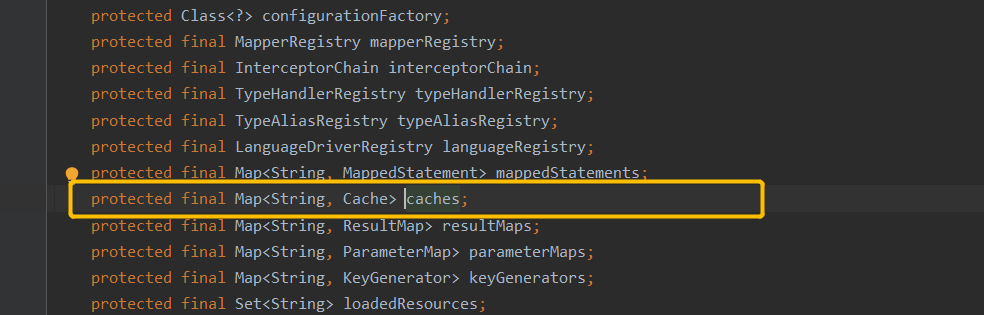 protected Class<?> configurationFactory;
protected final MapperRegistry mapperRegistry;
protected final InterceptorChain interceptorChain;
protected final TypeHandlerRegistry typeHandlerRegistry;
protected final TypeAliasRegistry typeAliasRegistry;
protected final LanguageDriverRegistry languageRegistry;
protected final Map<String, MappedStatement> mappedStatements;
protected final Map<String, Cache> caches;
protected final Map<String, ResultMap> resultMaps;
protected final Map<String, ParameterMap> parameterMaps;
protected final Map<String, KeyGenerator> keyGenerators;
protected final Set<String> loadedResources;